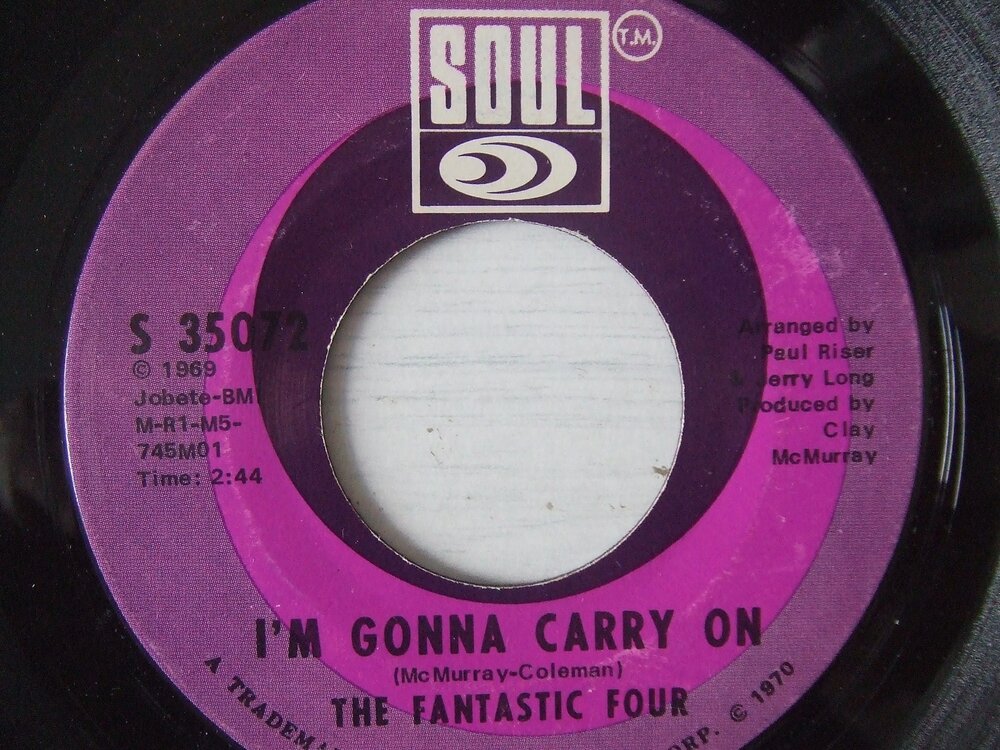 SOUL
T.M.
S 35072
© 1969
Jobete-BMI
M-R1-M5-
745M01
Time: 2:44
Arranged by
Paul Riser
& Jerry Long
Produced by
Clay
McMurray
I'M GONNA CARRY ON
(McMurray-Coleman)
THE FANTASTIC FOUR
A TRADEMA
ORP. © 1970